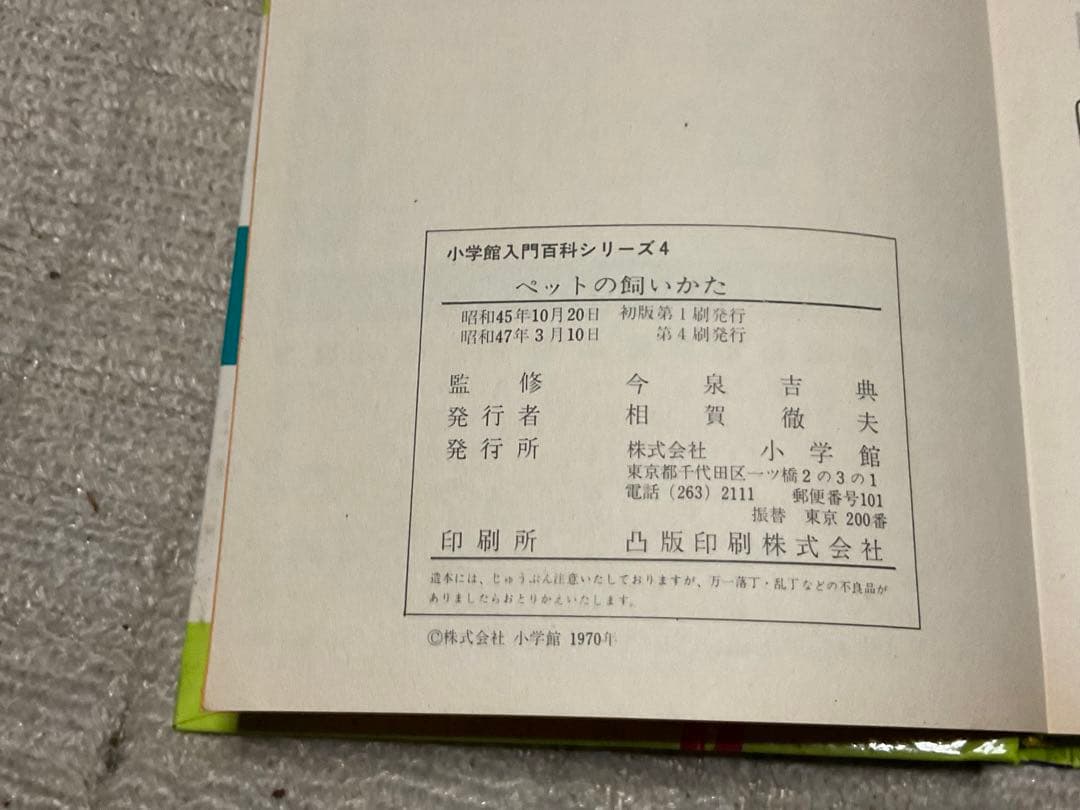 小学館入門百科シリーズ4
ペットの飼いかた
昭和45年10月20日 初版第1刷発行
昭和47年3月10日 第4刷発行
監修 今泉吉典
発行者 相賀徹夫
発行所 株式会社 小学館
東京都千代田区一ツ橋2の3の1
電話(263)2111 郵便番号101
振替 東京 200番
印刷所 凸版印刷株式会社
造本には、じゅうぶん注意いたしておりますが、万一落丁・乱丁などの不良品が
ありましたらおとりかえいたします。
©株式会社 小学館 1970年